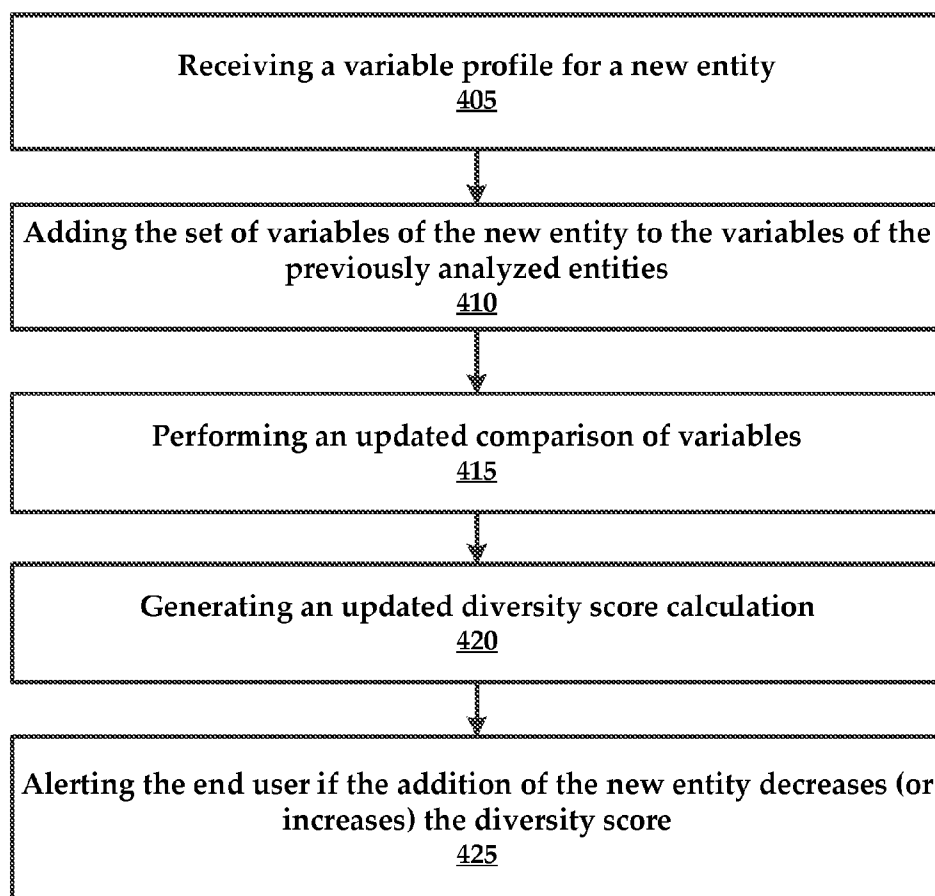 Receiving a variable profile for a new entity
405
Adding the set of variables of the new entity to the variables of the
previously analyzed entities
410
Performing an updated comparison of variables
415
Generating an updated diversity score calculation
420
Alerting the end user if the addition of the new entity decreases (or
increases) the diversity score
425